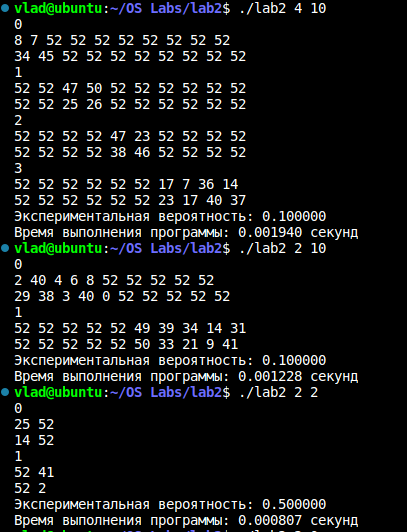 vlad@ubuntu:~/OS Labs/lab2$ ./lab2 4 10
0
8 7 52 52 52 52 52 52 52 52
34 45 52 52 52 52 52 52 52 52
1
52 52 47 50 52 52 52 52 52 52
52 52 25 26 52 52 52 52 52 52
2
52 52 52 52 47 23 52 52 52 52
52 52 52 52 38 46 52 52 52 52
3
52 52 52 52 52 52 17 7 36 14
52 52 52 52 52 52 23 17 40 37
Экспериментальная вероятность: 0.100000
Время выполнения программы: 0.001940 секунд
vlad@ubuntu:~/OS Labs/lab2$ ./lab2 2 10
0
2 40 4 6 8 52 52 52 52 52
29 38 3 40 0 52 52 52 52 52
1
52 52 52 52 52 49 39 34 14 31
52 52 52 52 52 50 33 21 9 41
Экспериментальная вероятность: 0.100000
Время выполнения программы: 0.001228 секунд
vlad@ubuntu:~/OS Labs/lab2$ ./lab2 2 2
0
25 52
14 52
1
52 41
52 2
Экспериментальная вероятность: 0.500000
Время выполнения программы: 0.000807 секунд